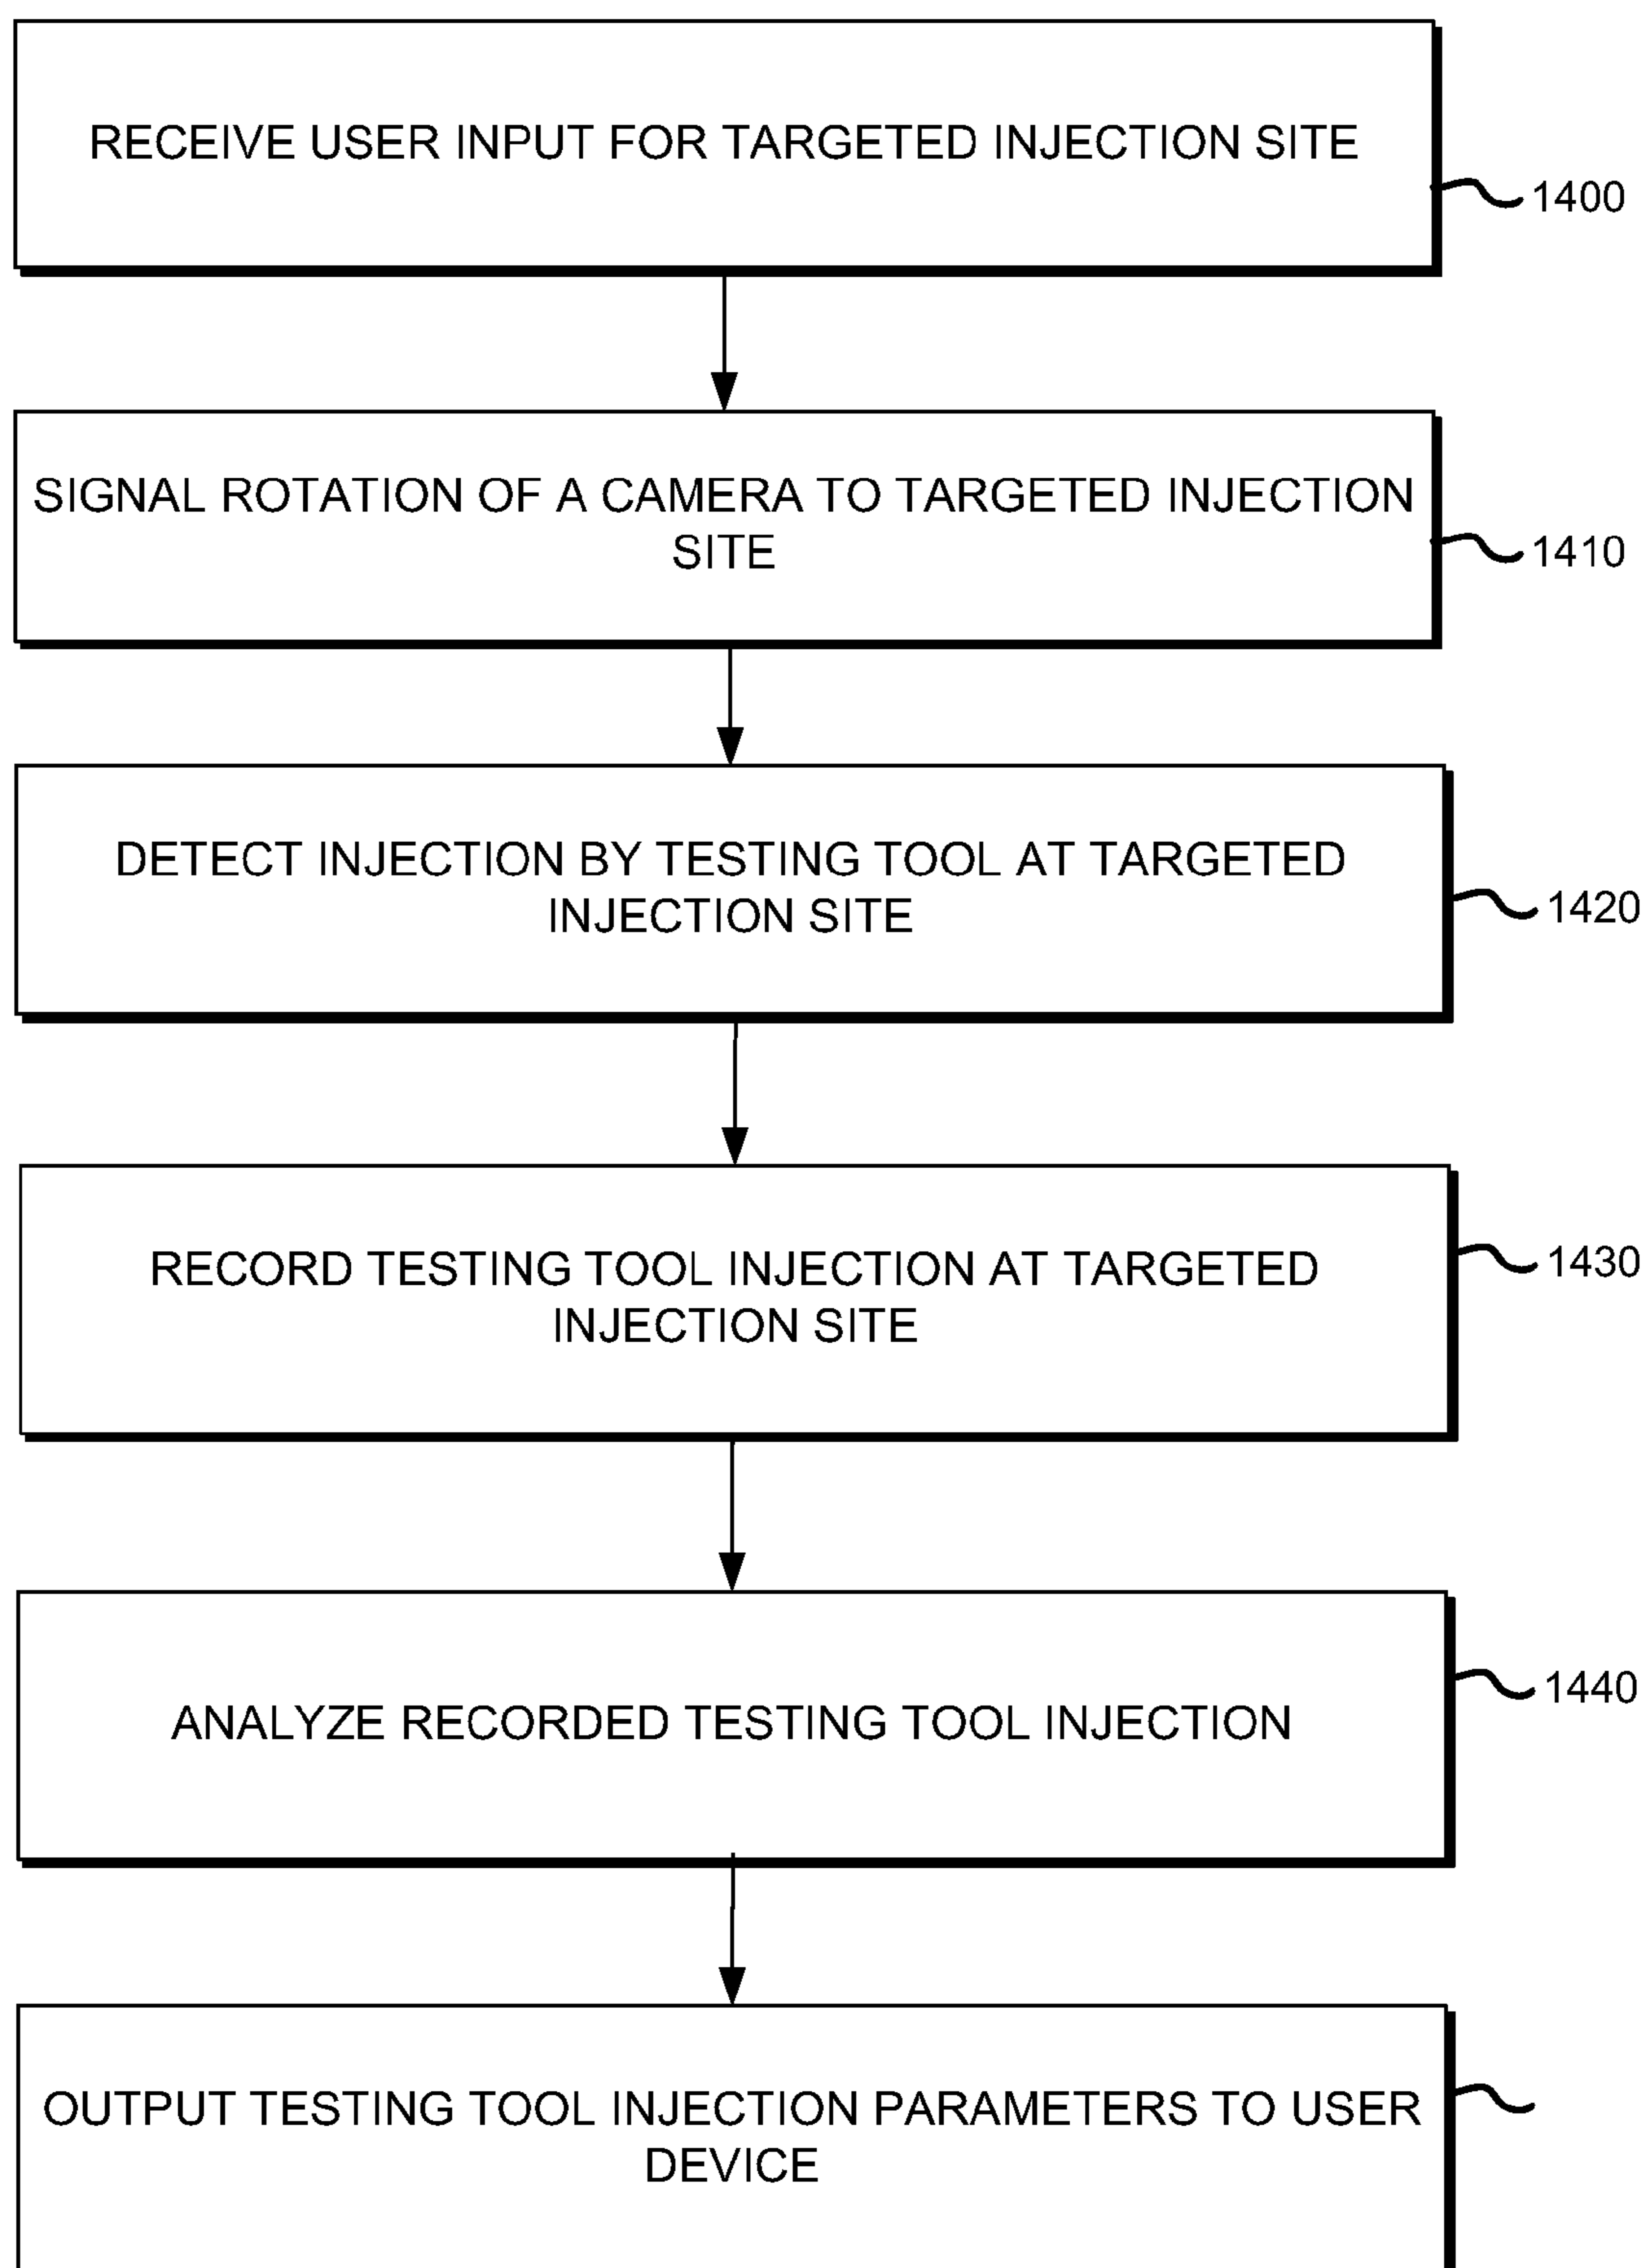 RECEIVE USER INPUT FOR TARGETED INJECTION SITE
1400
SIGNAL ROTATION OF A CAMERA TO TARGETED INJECTION
SITE
1410
DETECT INJECTION BY TESTING TOOL AT TARGETED
INJECTION SITE
1420
RECORD TESTING TOOL INJECTION AT TARGETED
INJECTION SITE
1430
ANALYZE RECORDED TESTING TOOL INJECTION
1440
OUTPUT TESTING TOOL INJECTION PARAMETERS TO USER
DEVICE